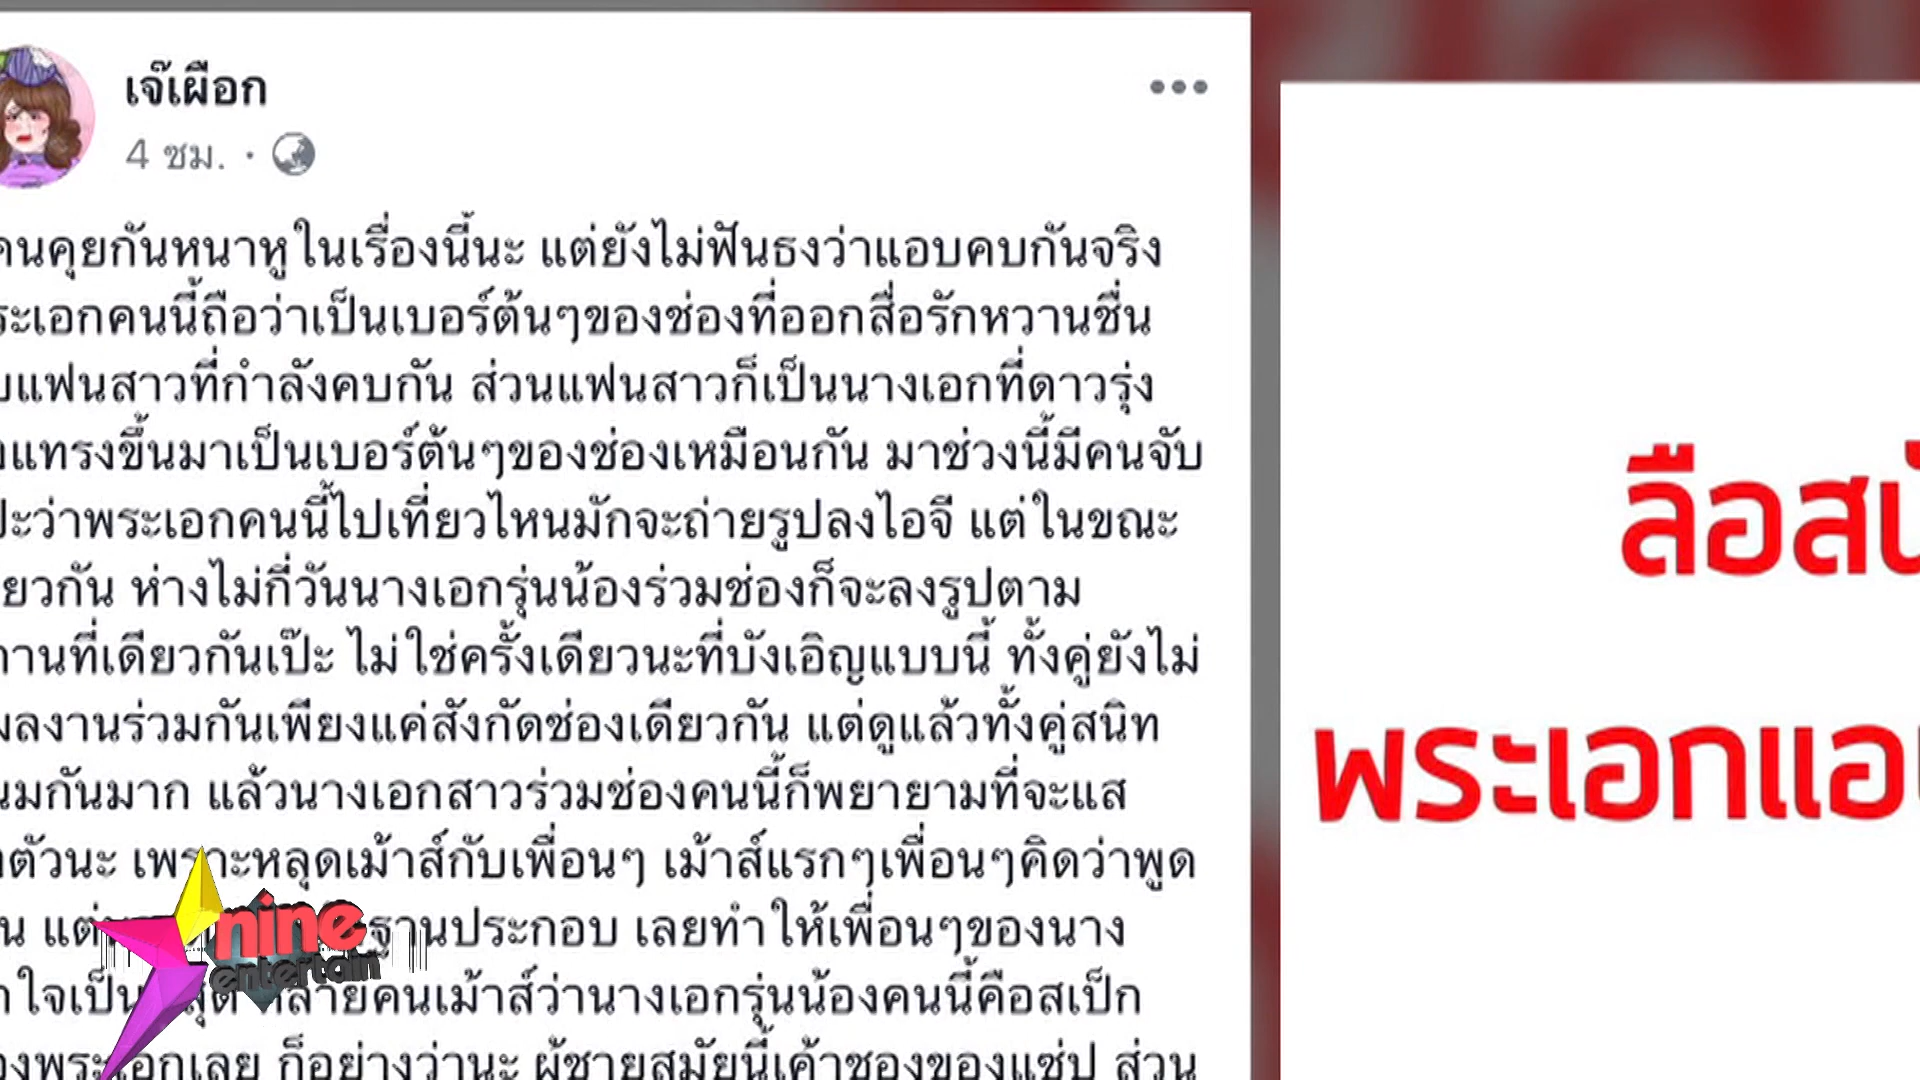 เจ๊เผือก
4 ชม. ·
คนคุยกันหนาหูในเรื่องนี้นะ แต่ยังไม่ฟันธงว่าแอบคบกันจริง
ระเอกคนนี้ถือว่าเป็นเบอร์ต้นๆของช่องที่ออกสื่อรักหวานชื่น
บแฟนสาวที่กำลังคบกัน ส่วนแฟนสาวก็เป็นนางเอกที่ดาวรุ่ง
งแทรงขึ้นมาเป็นเบอร์ต้นๆของช่องเหมือนกัน มาช่วงนี้มีคนจับ
ปะว่าพระเอกคนนี้ไปเที่ยวไหนมักจะถ่ายรูปลงไอจี แต่ในขณะ
ยวกัน ห่างไม่กี่วันนางเอกรุ่นน้องร่วมช่องก็จะลงรูปตาม
านที่เดียวกันเป๊ะ ไม่ใช่ครั้งเดียวนะที่บังเอิญแบบนี้ ทั้งคู่ยังไม่
ผลงานร่วมกันเพียงแค่สังกัดช่องเดียวกัน แต่ดูแล้วทั้งคู่สนิท
นมกันมาก แล้วนางเอกสาวร่วมช่องคนนี้ก็พยายามที่จะแส
ตัวนะ เพราะหลุดเม้าส์กับเพื่อนๆ เม้าส์แรกๆเพื่อนๆคิดว่าพูด
น แต่ ฐานประกอบ เลยทำให้เพื่อนๆของนาง
ใจเป็น หลายคนเม้าส์ว่านางเอกรุ่นน้องคนนี้คือสเป็ก
องพระเอกเลย ก็อย่างว่านะ ผู้ชายสมัยนี้เค้าชองของแซ่ป ส่วน
nine
entertain
ลือสนั
พระเอกแอบ